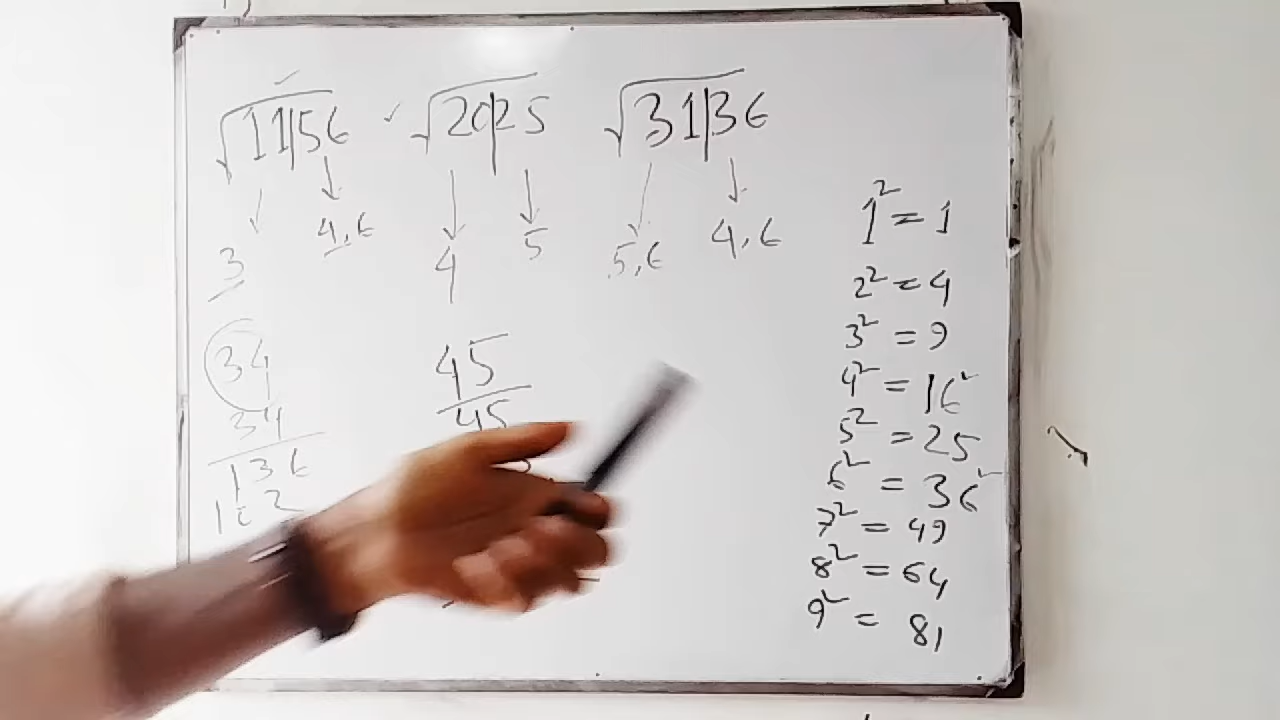 √11|56 √20|25 √31|36
3 4,6 4 5 5,6 4,6
34
34
136
45
45
1² = 1
2² = 4
3² = 9
4² = 16
5² = 25
6² = 36
7² = 49
8² = 64
9² = 81